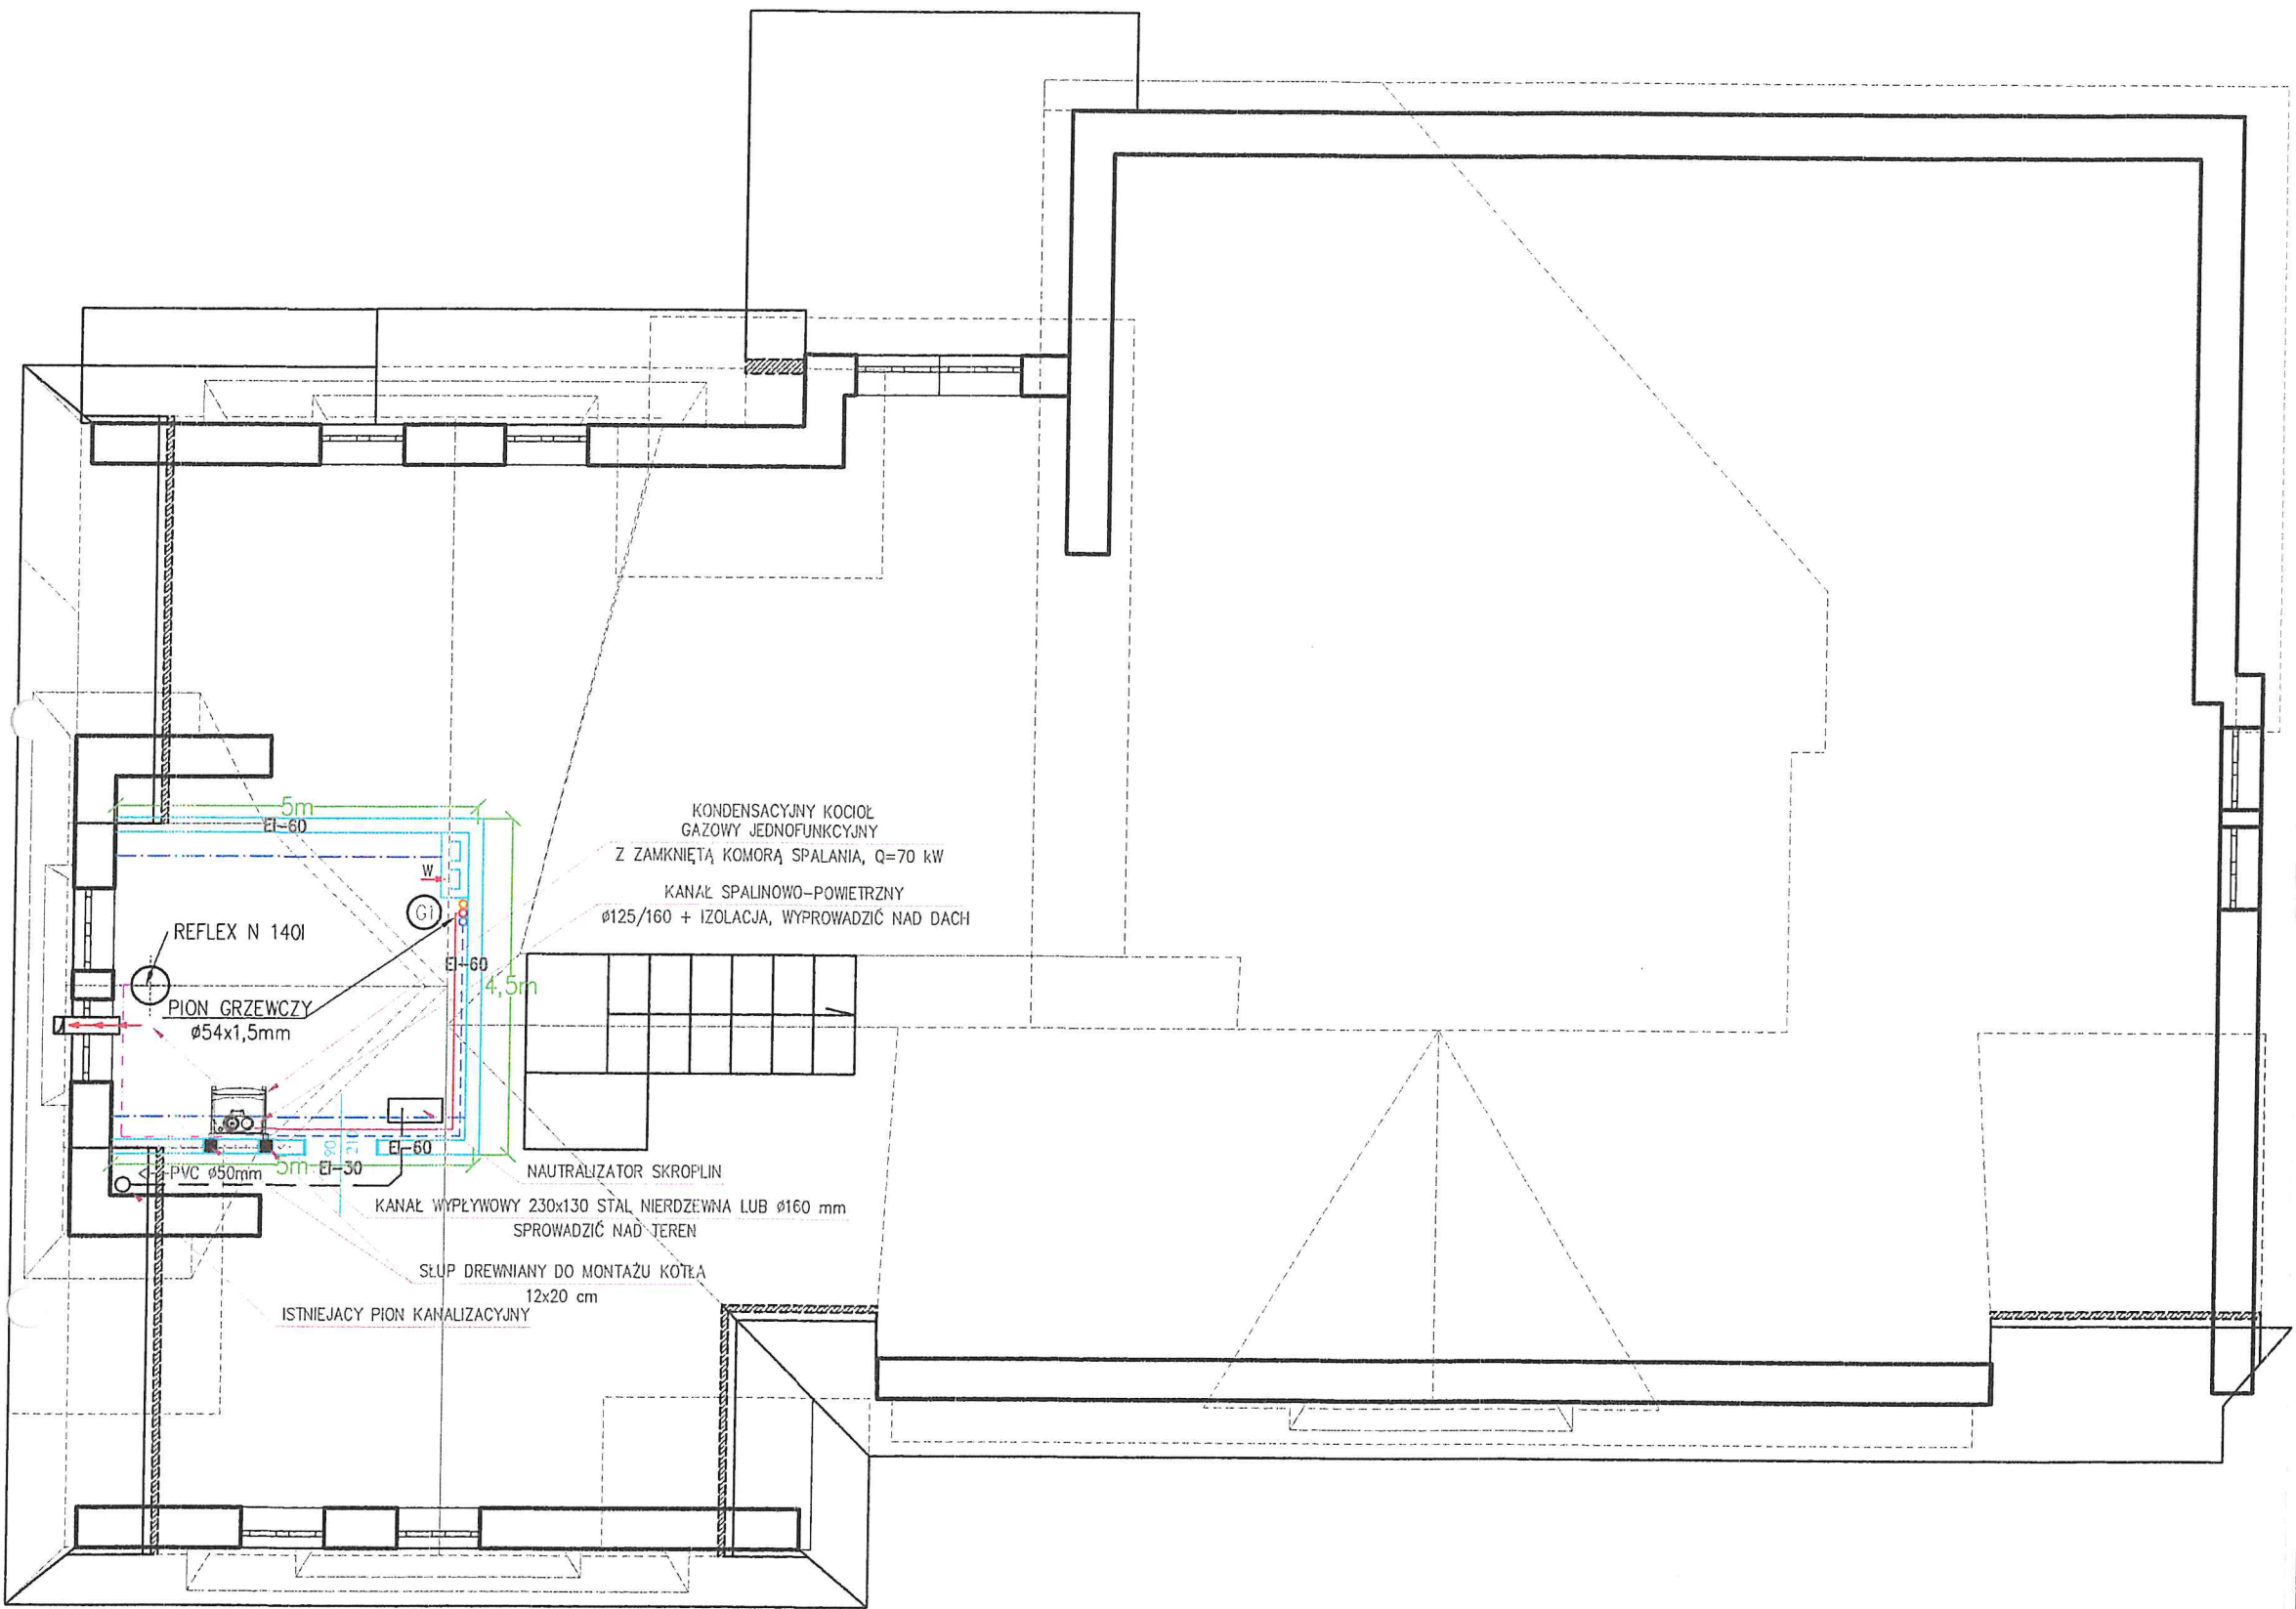 5m
EI-60
KONDENSACYJNY KOCIOŁ
GAZOWY JEDNOFUNKCYJNY
Z ZAMKNIĘTĄ KOMORĄ SPALANIA, Q=70 kW
W
KANAŁ SPALINOWO-POWIETRZNY
ø125/160 + IZOLACJA, WYPROWADZIĆ NAD DACH
G1
REFLEX N 140l
EI-60
4,5m
PION GRZEWCZY
ø54x1,5mm
90
210
EI-60
5m
EI-30
PVC ø50mm
NAUTRALIZATOR SKROPLIN
KANAŁ WYPŁYWOWY 230x130 STAL NIERDZEWNA LUB ø160 mm
SPROWADZIĆ NAD TEREN
SŁUP DREWNIANY DO MONTAŻU KOTŁA
12x20 cm
ISTNIEJACY PION KANALIZACYJNY